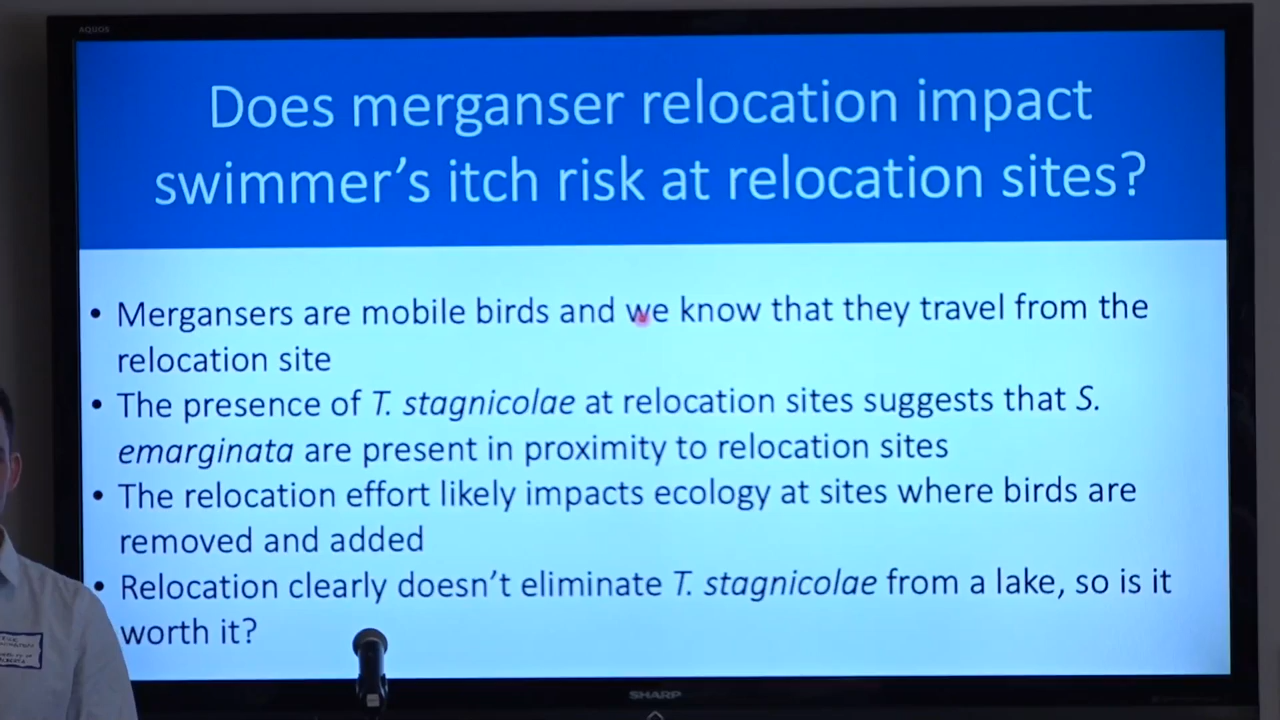 AQUOS
Does merganser relocation impact
swimmer’s itch risk at relocation sites?
• Mergansers are mobile birds and we know that they travel from the
relocation site
• The presence of T. stagnicolae at relocation sites suggests that S.
emarginata are present in proximity to relocation sites
• The relocation effort likely impacts ecology at sites where birds are
removed and added
• Relocation clearly doesn’t eliminate T. stagnicolae from a lake, so is it
worth it?
SHARP